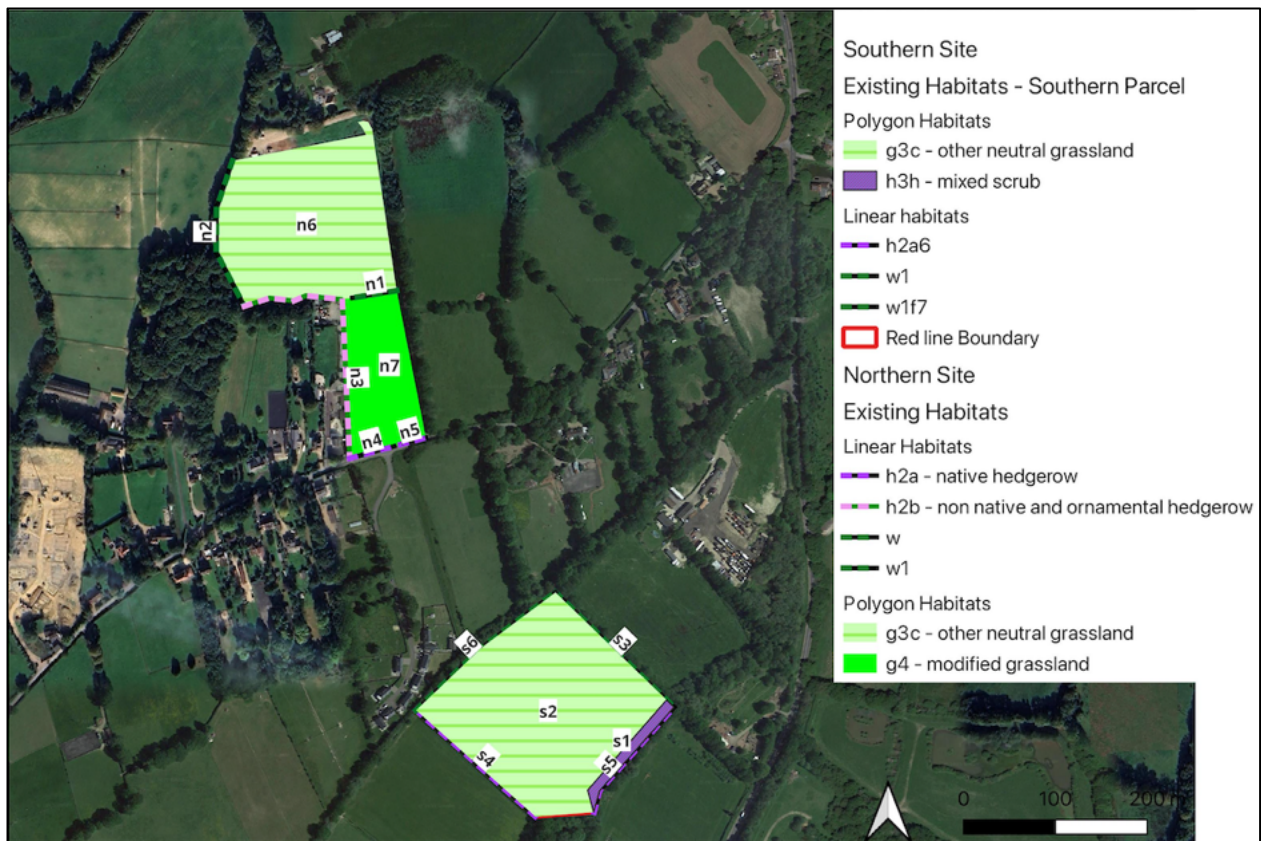 Southern Site
Existing Habitats - Southern Parcel
Polygon Habitats
g3c - other neutral grassland
h3h - mixed scrub
Linear habitats
h2a6
w1
w1f7
Red line Boundary
Northern Site
Existing Habitats
Linear Habitats
h2a - native hedgerow
h2b - non native and ornamental hedgerow
w
w1
Polygon Habitats
g3c - other neutral grassland
g4 - modified grassland
n2
n6
n1
n7
n3
n4
n5
s6
s3
s2
s1
s5
s4
0 100 200 m